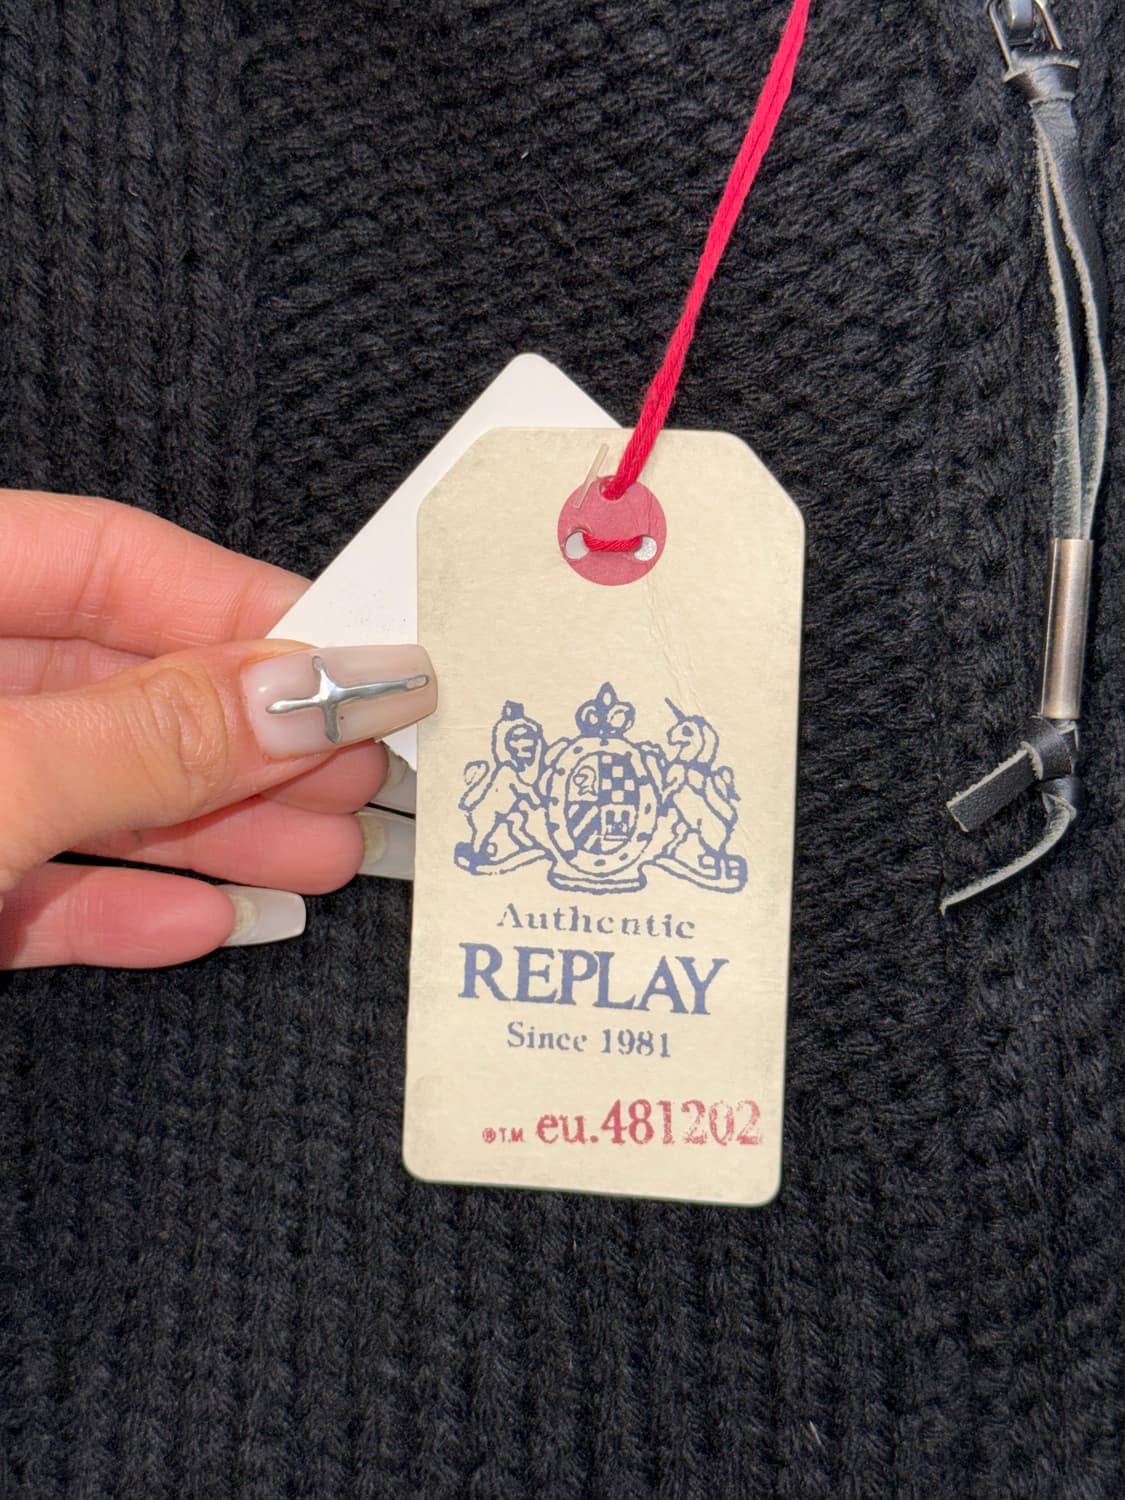 Authentic
REPLAY
Since 1981
®T.M. eu.481202